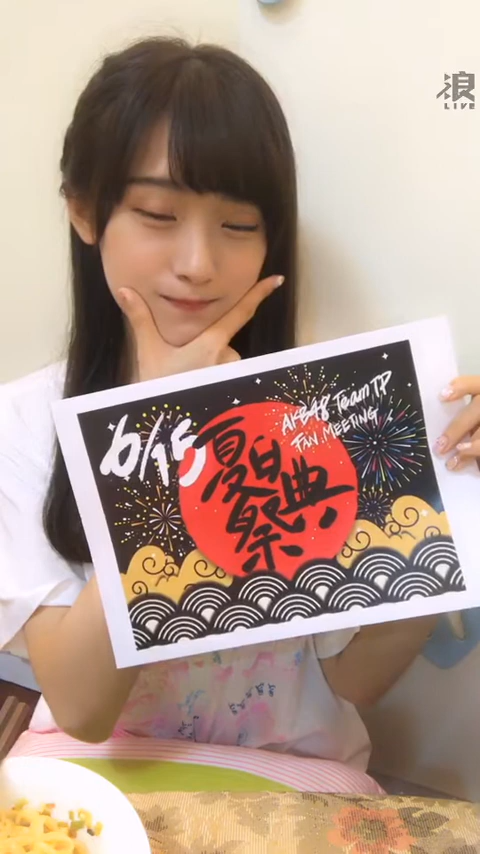 浪
LIVE
6/15
夏日
祭典
AKB48 Team TP
FAN MEETING